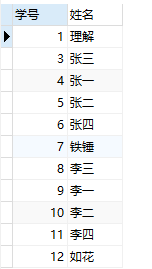 学号 姓名
1 理解
3 张三
4 张一
5 张二
6 张四
7 铁锤
8 李三
9 李一
10 李二
11 李四
12 如花